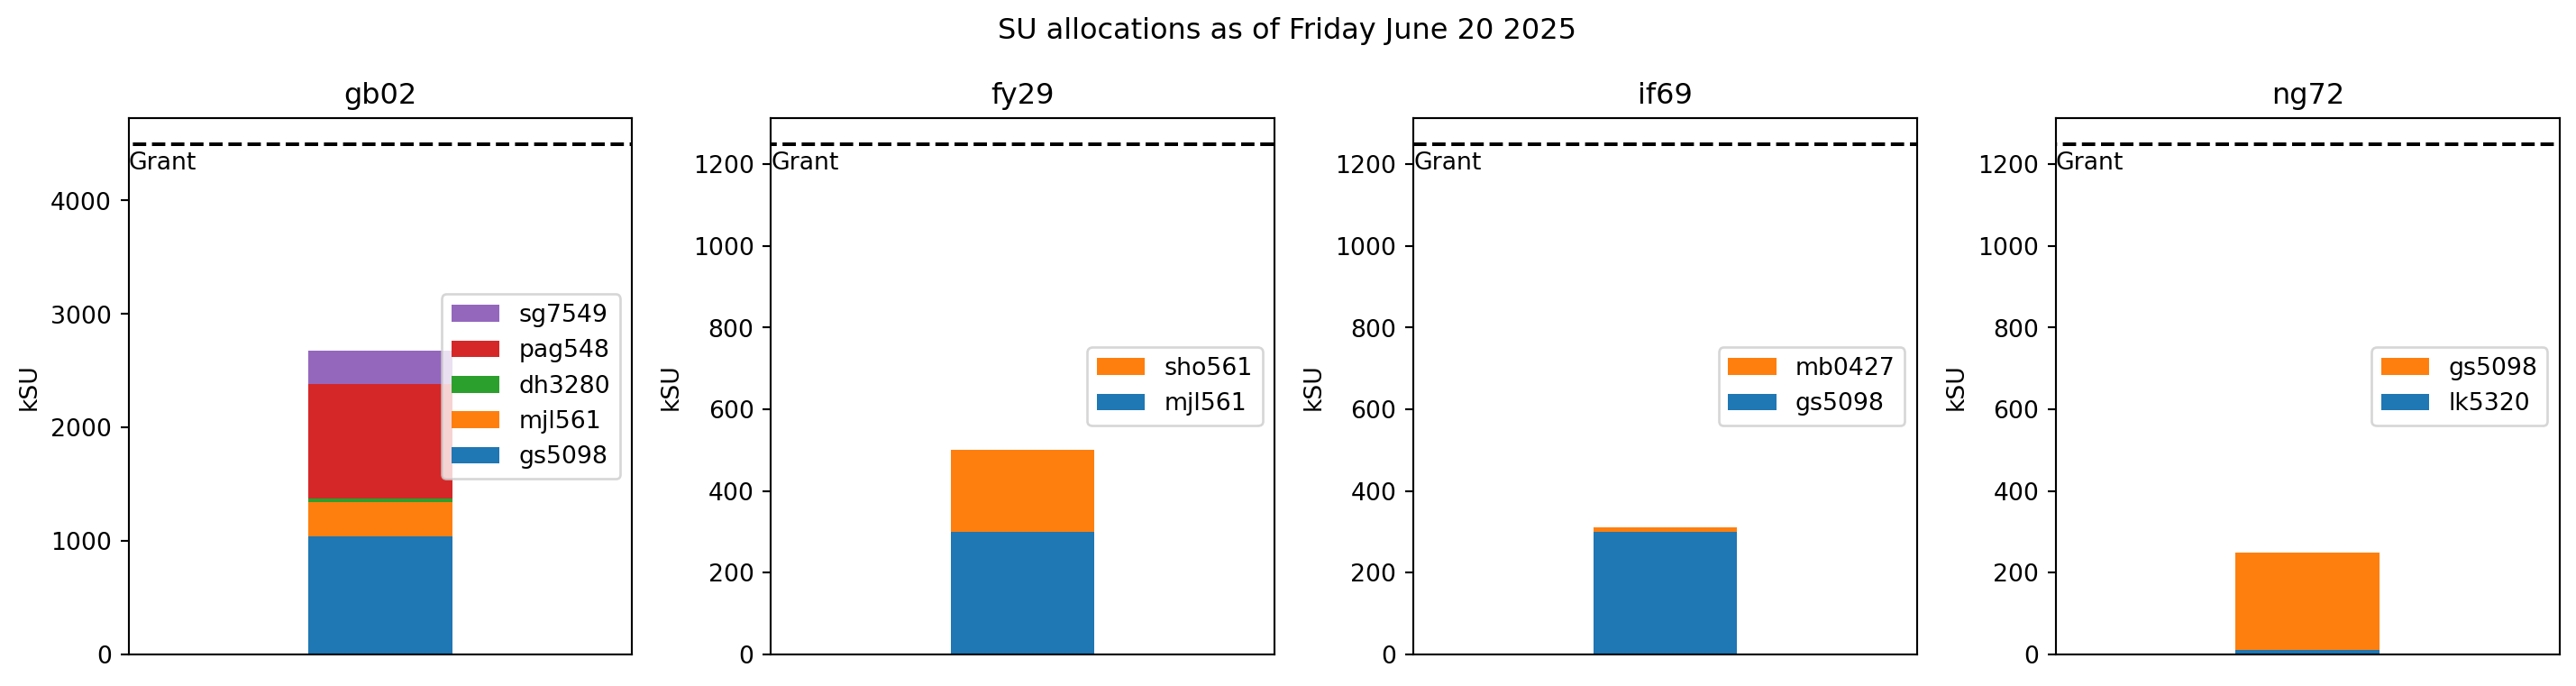 SU allocations as of Friday June 20 2025
gb02
kSU
4000
3000
2000
1000
0
Grant
sg7549
pag548
dh3280
mjl561
gs5098
fy29
kSU
1200
1000
800
600
400
200
0
Grant
sho561
mjl561
if69
kSU
1200
1000
800
600
400
200
0
Grant
mb0427
gs5098
ng72
kSU
1200
1000
800
600
400
200
0
Grant
gs5098
lk5320